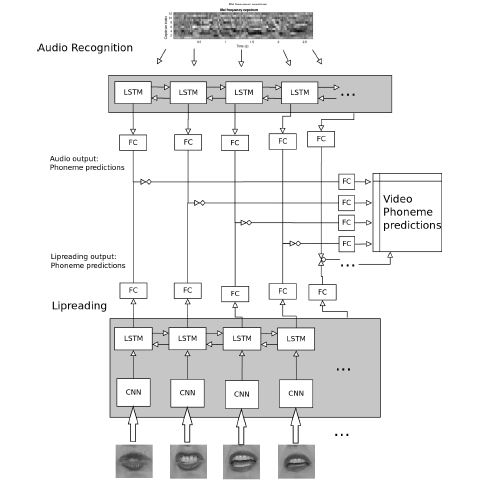 Mel frequency cepstrum
Audio Recognition
Time (s)
LSTM LSTM LSTM LSTM ...
FC FC FC FC FC
Audio output:
Phoneme predictions
FC
FC
FC
FC
Video
Phoneme
predictions
Lipreading output:
Phoneme predictions
...
FC FC FC FC FC
Lipreading
LSTM LSTM LSTM LSTM
...
CNN CNN CNN CNN
...